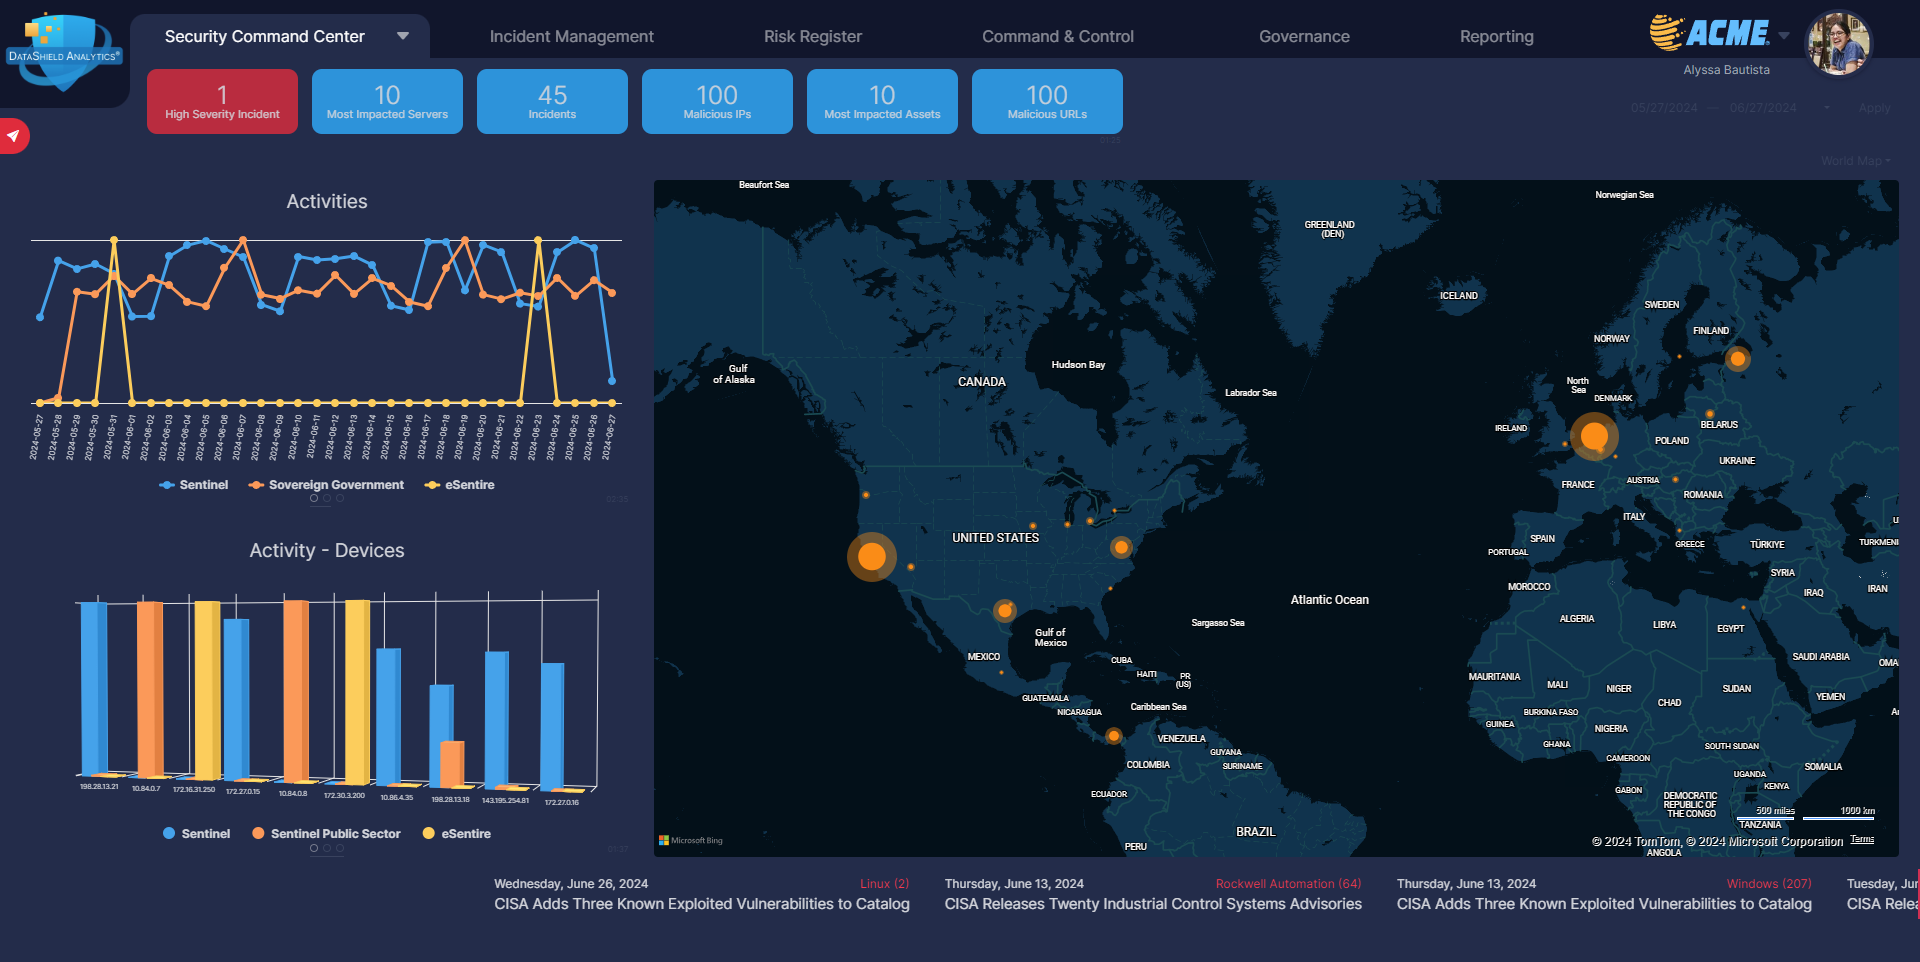 DATASHIELD ANALYTICS®
Security Command Center
Incident Management
Risk Register
Command & Control
Governance
Reporting
ACME
Alyssa Bautista
1
High Severity Incident
10
Most Impacted Servers
45
Incidents
100
Malicious IPs
10
Most Impacted Assets
100
Malicious URLs
05/27/2024 — 06/27/2024
Apply
01:25
World Map
Activities
2024-05-27
2024-05-28
2024-05-29
2024-05-30
2024-05-31
2024-06-01
2024-06-02
2024-06-03
2024-06-04
2024-06-05
2024-06-06
2024-06-07
2024-06-08
2024-06-09
2024-06-10
2024-06-11
2024-06-12
2024-06-13
2024-06-14
2024-06-15
2024-06-16
2024-06-17
2024-06-18
2024-06-19
2024-06-20
2024-06-21
2024-06-22
2024-06-23
2024-06-24
2024-06-25
2024-06-26
2024-06-27
Sentinel
Sovereign Government
eSentire
02:25
Activity - Devices
198.28.13.21
10.84.0.7
172.16.31.250
172.27.0.15
10.84.0.8
172.30.3.200
10.86.4.35
198.28.13.18
143.195.254.81
172.27.0.16
Sentinel
Sentinel Public Sector
eSentire
01:27
Beaufort Sea
Norwegian Sea
GREENLAND
(DEN)
ICELAND
SWEDEN
FINLAND
NORWAY
Gulf
of Alaska
Hudson Bay
CANADA
Labrador Sea
North
Sea
DENMARK
IRELAND
BELARUS
POLAND
UKRAINE
FRANCE
AUSTRIA
ROMANIA
ITALY
UNITED STATES
SPAIN
PORTUGAL
GREECE
TÜRKIYE
TURKMENI
SYRIA
MOROCCO
IRAQ
IRAN
Atlantic Ocean
Sargasso Sea
Gulf of
Mexico
ALGERIA
LIBYA
EGYPT
MEXICO
CUBA
HAITI
PR
(US)
SAUDI ARABIA
OMA
MAURITANIA
MALI
NIGER
CHAD
SUDAN
YEMEN
GUATEMALA
NICARAGUA
Caribbean Sea
BURKINA FASO
GUINEA
NIGERIA
GHANA
VENEZUELA
GUYANA
SURINAME
COLOMBIA
CAMEROON
SOUTH SUDAN
SOMALIA
UGANDA
KENYA
ECUADOR
GABON
DEMOCRATIC
REPUBLIC OF
THE CONGO
500 miles
1000 km
TANZANIA
BRAZIL
PERU
ANGOLA
Microsoft Bing
© 2024 TomTom, © 2024 Microsoft Corporation
Terms
Wednesday, June 26, 2024
Linux (2)
CISA Adds Three Known Exploited Vulnerabilities to Catalog
Thursday, June 13, 2024
Rockwell Automation (64)
CISA Releases Twenty Industrial Control Systems Advisories
Thursday, June 13, 2024
Windows (207)
CISA Adds Three Known Exploited Vulnerabilities to Catalog
Tuesday, Jun
CISA Relea